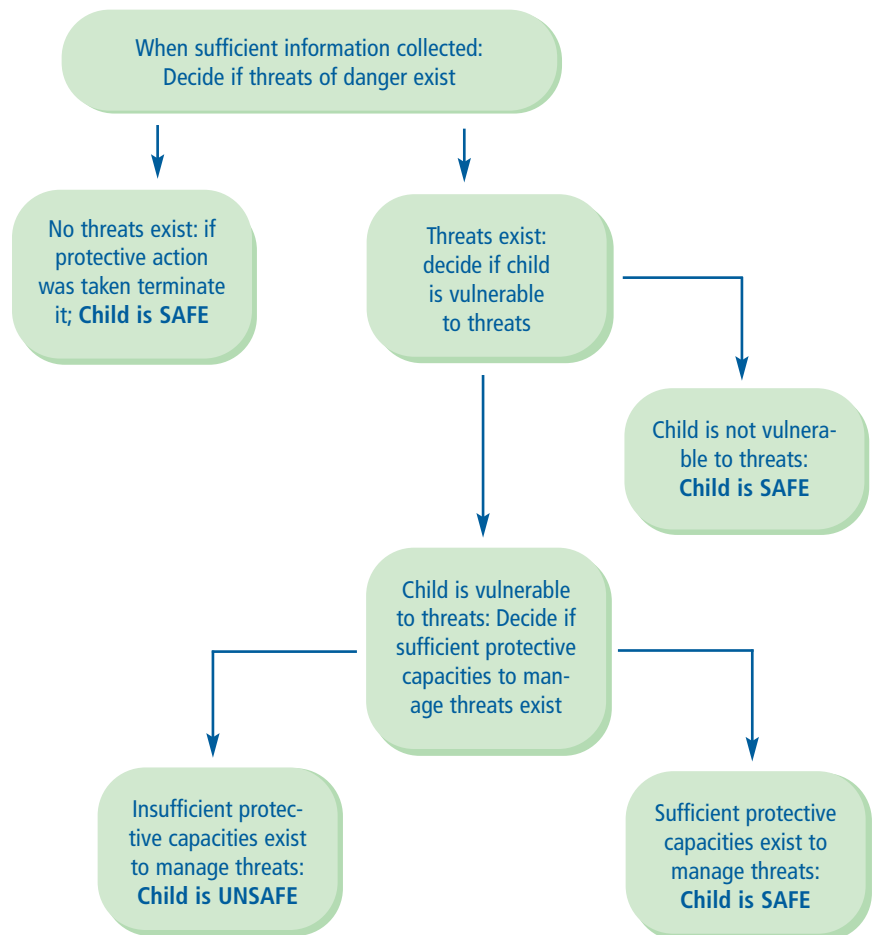 When sufficient information collected:
Decide if threats of danger exist
No threats exist: if
protective action
was taken terminate
it; Child is SAFE
Threats exist:
decide if child
is vulnerable
to threats
Child is not vulnera-
ble to threats:
Child is SAFE
Child is vulnerable
to threats: Decide if
sufficient protective
capacities to man-
age threats exist
Insufficient protec-
tive capacities exist
to manage threats:
Child is UNSAFE
Sufficient protective
capacities exist to
manage threats:
Child is SAFE